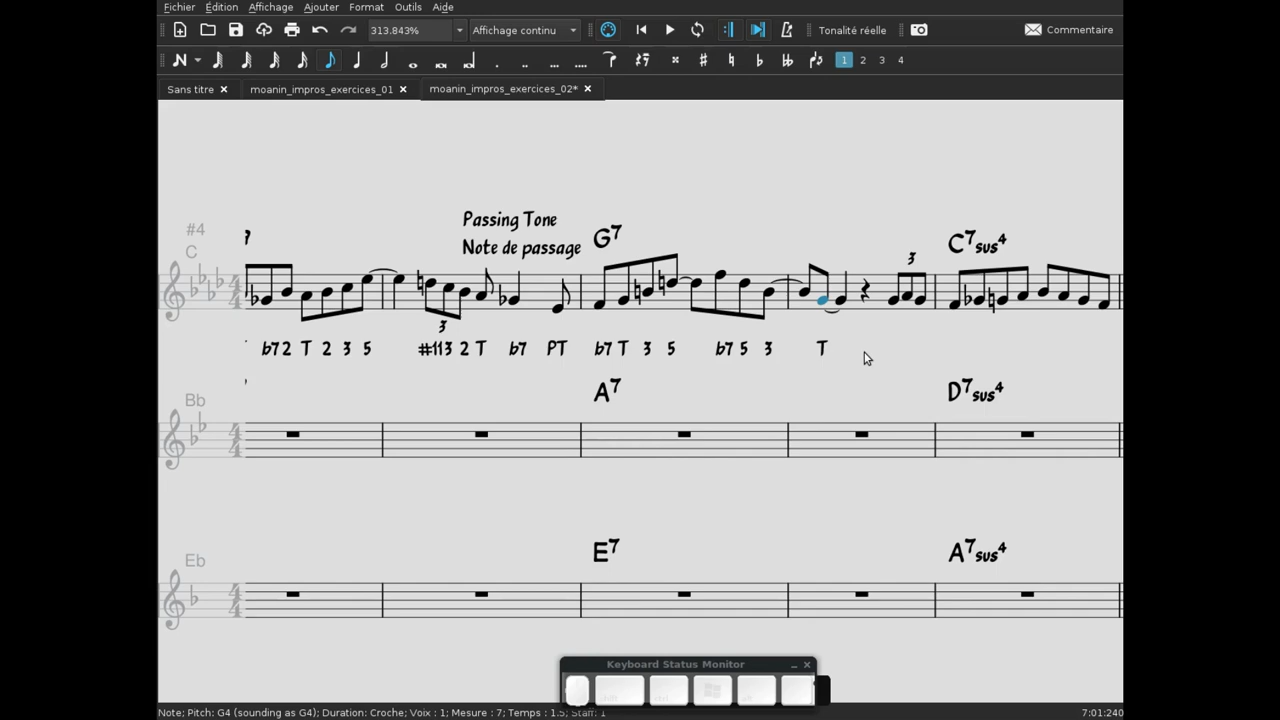 Fichier Édition Affichage Ajouter Format Outils Aide
313.843% Affichage continu Tonalité réelle Commentaire
1 2 3 4
Sans titre moanin_impros_exercices_01 moanin_impros_exercices_02*
Passing Tone
Note de passage
#4
C
7 G7 C7sus4
3
3
b7 2 T 2 3 5 #11 3 2 T b7 PT b7 T 3 5 b7 5 3 T
Bb
A7 D7sus4
Eb
E7 A7sus4
Keyboard Status Monitor
Note; Pitch: G4 (sounding as G4); Duration: Croche; Voix : 1; Mesure : 7; Temps : 1.5; Staff: 1 7:01:240